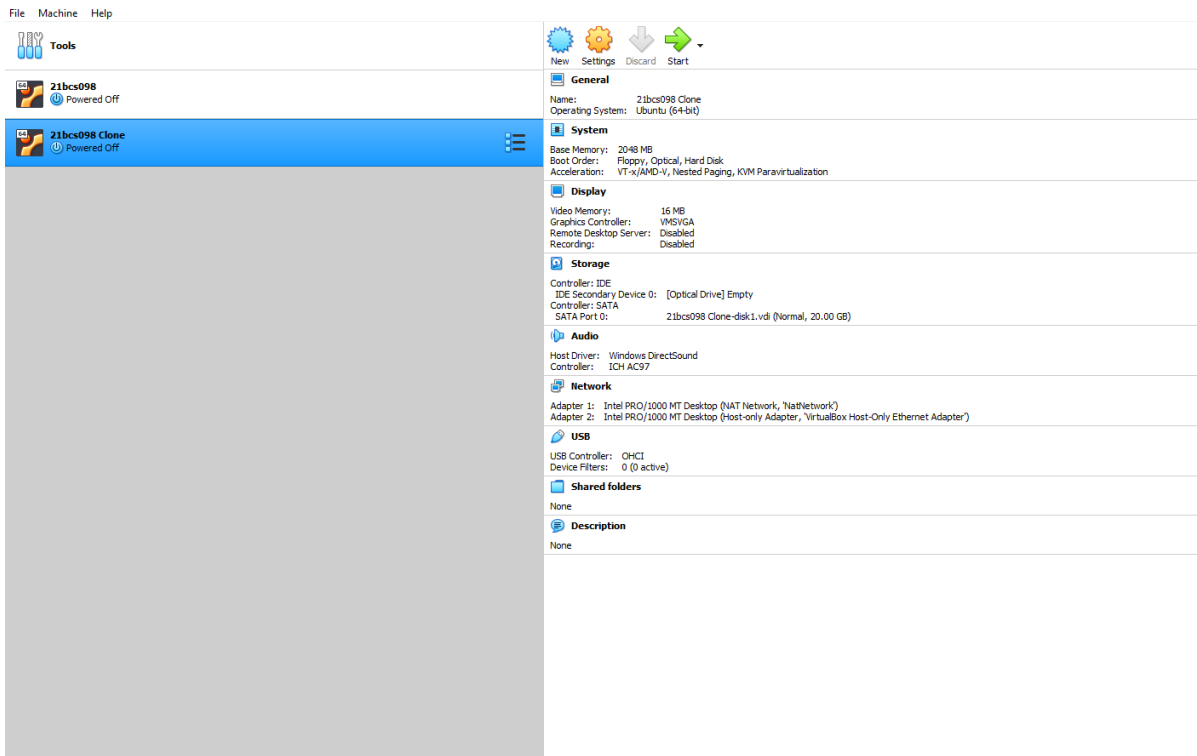 File Machine Help
Tools
64
21bcs098
Powered Off
64
21bcs098 Clone
Powered Off
New Settings Discard Start
General
Name: 21bcs098 Clone
Operating System: Ubuntu (64-bit)
System
Base Memory: 2048 MB
Boot Order: Floppy, Optical, Hard Disk
Acceleration: VT-x/AMD-V, Nested Paging, KVM Paravirtualization
Display
Video Memory: 16 MB
Graphics Controller: VMSVGA
Remote Desktop Server: Disabled
Recording: Disabled
Storage
Controller: IDE
IDE Secondary Device 0: [Optical Drive] Empty
Controller: SATA
SATA Port 0: 21bcs098 Clone-disk1.vdi (Normal, 20.00 GB)
Audio
Host Driver: Windows DirectSound
Controller: ICH AC97
Network
Adapter 1: Intel PRO/1000 MT Desktop (NAT Network, 'NatNetwork')
Adapter 2: Intel PRO/1000 MT Desktop (Host-only Adapter, 'VirtualBox Host-Only Ethernet Adapter')
USB
USB Controller: OHCI
Device Filters: 0 (0 active)
Shared folders
None
Description
None